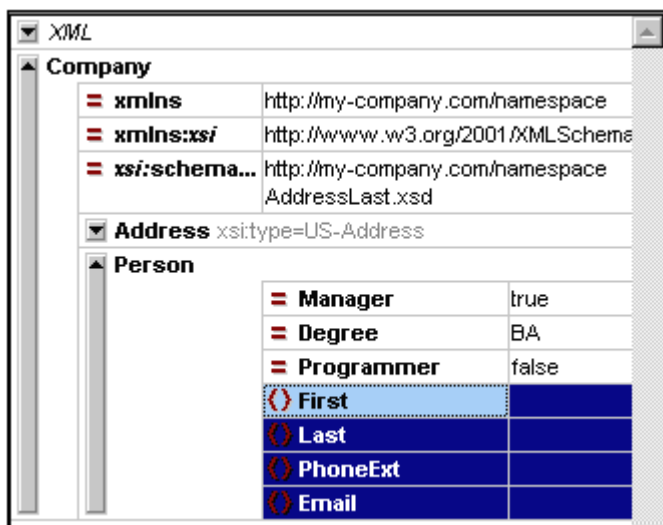 XML
Company
= xmlns http://my-company.com/namespace
= xmlns:xsi http://www.w3.org/2001/XMLSchema
= xsi:schema... http://my-company.com/namespace
AddressLast.xsd
Address xsi:type=US-Address
Person
= Manager true
= Degree BA
= Programmer false
() First
() Last
() PhoneExt
() Email